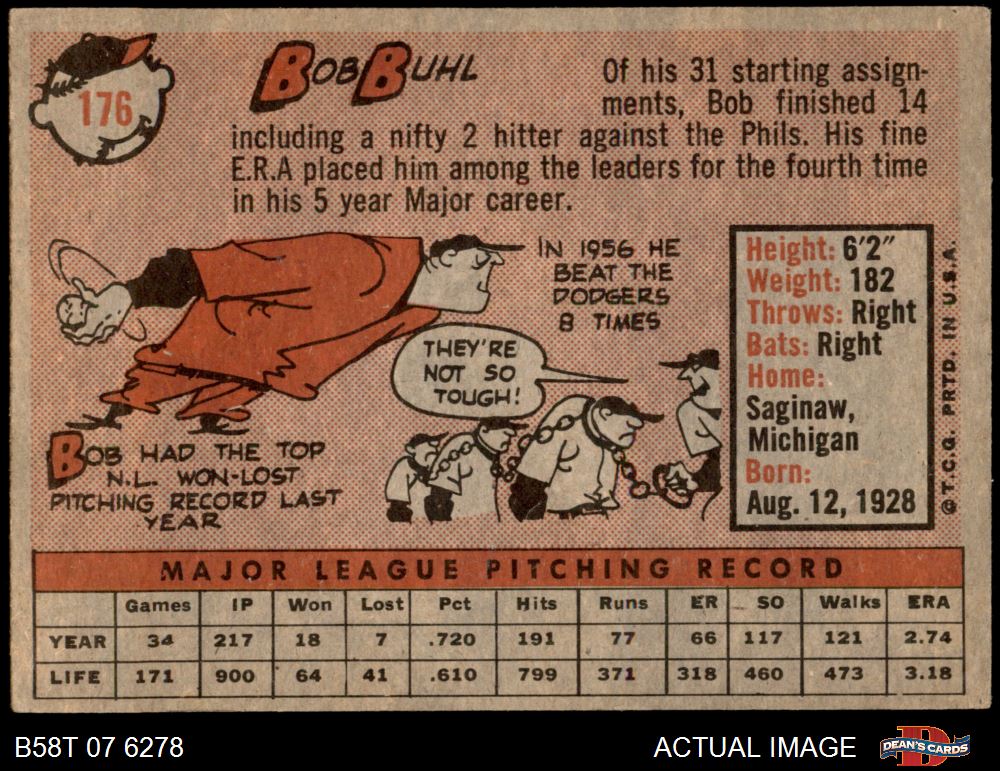 176
BOB BUHL
Of his 31 starting assign-
ments, Bob finished 14
including a nifty 2 hitter against the Phils. His fine
E.R.A placed him among the leaders for the fourth time
in his 5 year Major career.
IN 1956 HE
BEAT THE
DODGERS
8 TIMES
THEY'RE
NOT SO
TOUGH!
BOB HAD THE TOP
N.L. WON-LOST
PITCHING RECORD LAST
YEAR
Height: 6'2"
Weight: 182
Throws: Right
Bats: Right
Home:
Saginaw,
Michigan
Born:
Aug. 12, 1928
© T.C.G. PRTD. IN U.S.A.
MAJOR LEAGUE PITCHING RECORD
Games IP Won Lost Pct Hits Runs ER SO Walks ERA
YEAR 34 217 18 7 .720 191 77 66 117 121 2.74
LIFE 171 900 64 41 .610 799 371 318 460 473 3.18
B58T 07 6278
ACTUAL IMAGE
DEAN'S CARDS